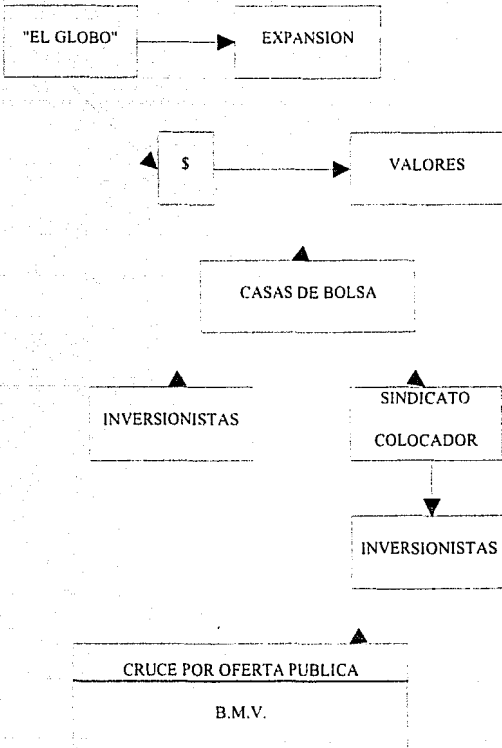 "EL GLOBO"
EXPANSION
$
VALORES
CASAS DE BOLSA
INVERSIONISTAS
SINDICATO
COLOCADOR
INVERSIONISTAS
CRUCE POR OFERTA PUBLICA
B.M.V.